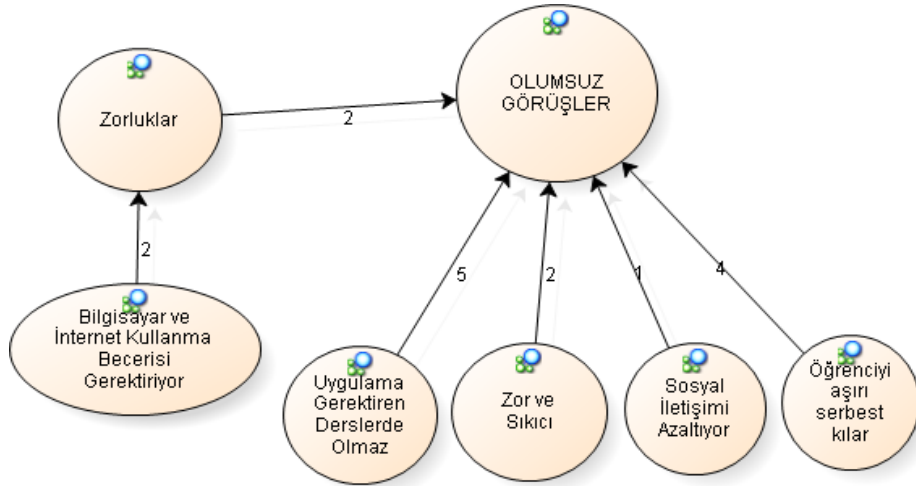 OLUMSUZ
GÖRÜŞLER
Zorluklar
2
2
Bilgisayar ve
İnternet Kullanma
Becerisi
Gerektiriyor
5
2
1
4
Uygulama
Gerektiren
Derslerde
Olmaz
Zor ve
Sıkıcı
Sosyal
İletişimi
Azaltıyor
Öğrenciyi
aşırı
serbest
kılar